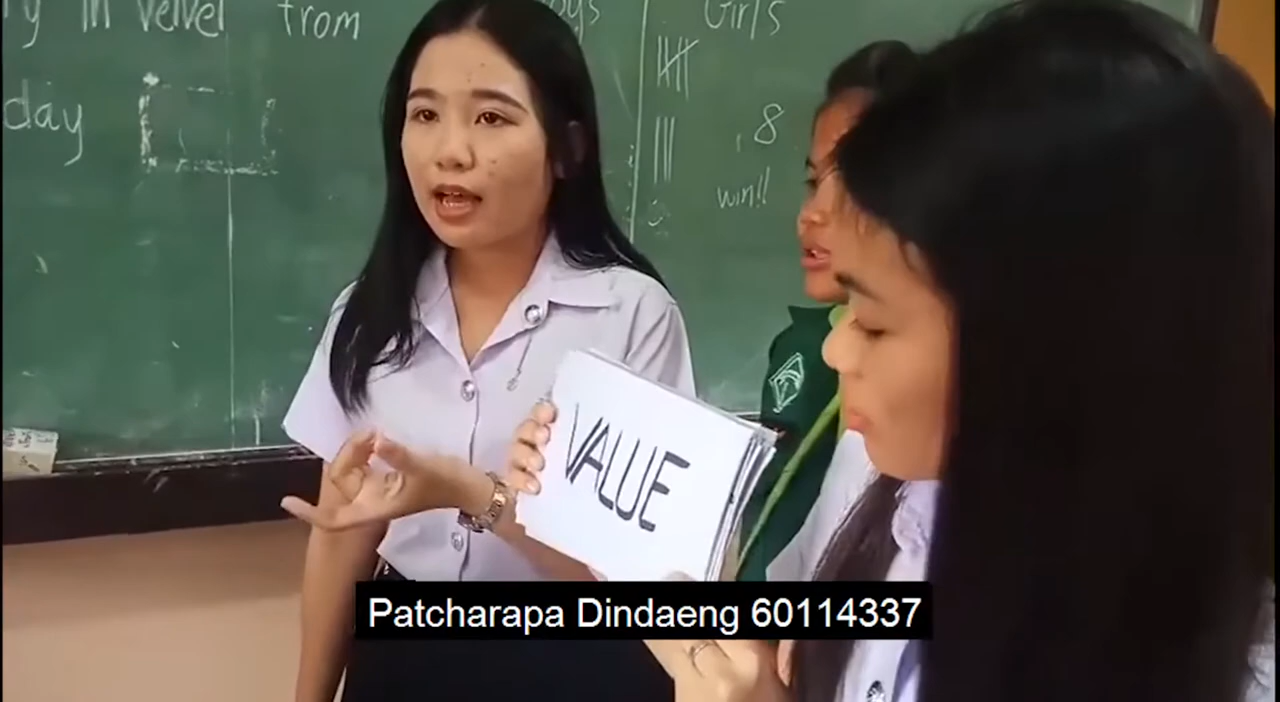 in velvet from
Girls
day
8
win!!
VALUE
Patcharapa Dindaeng 60114337